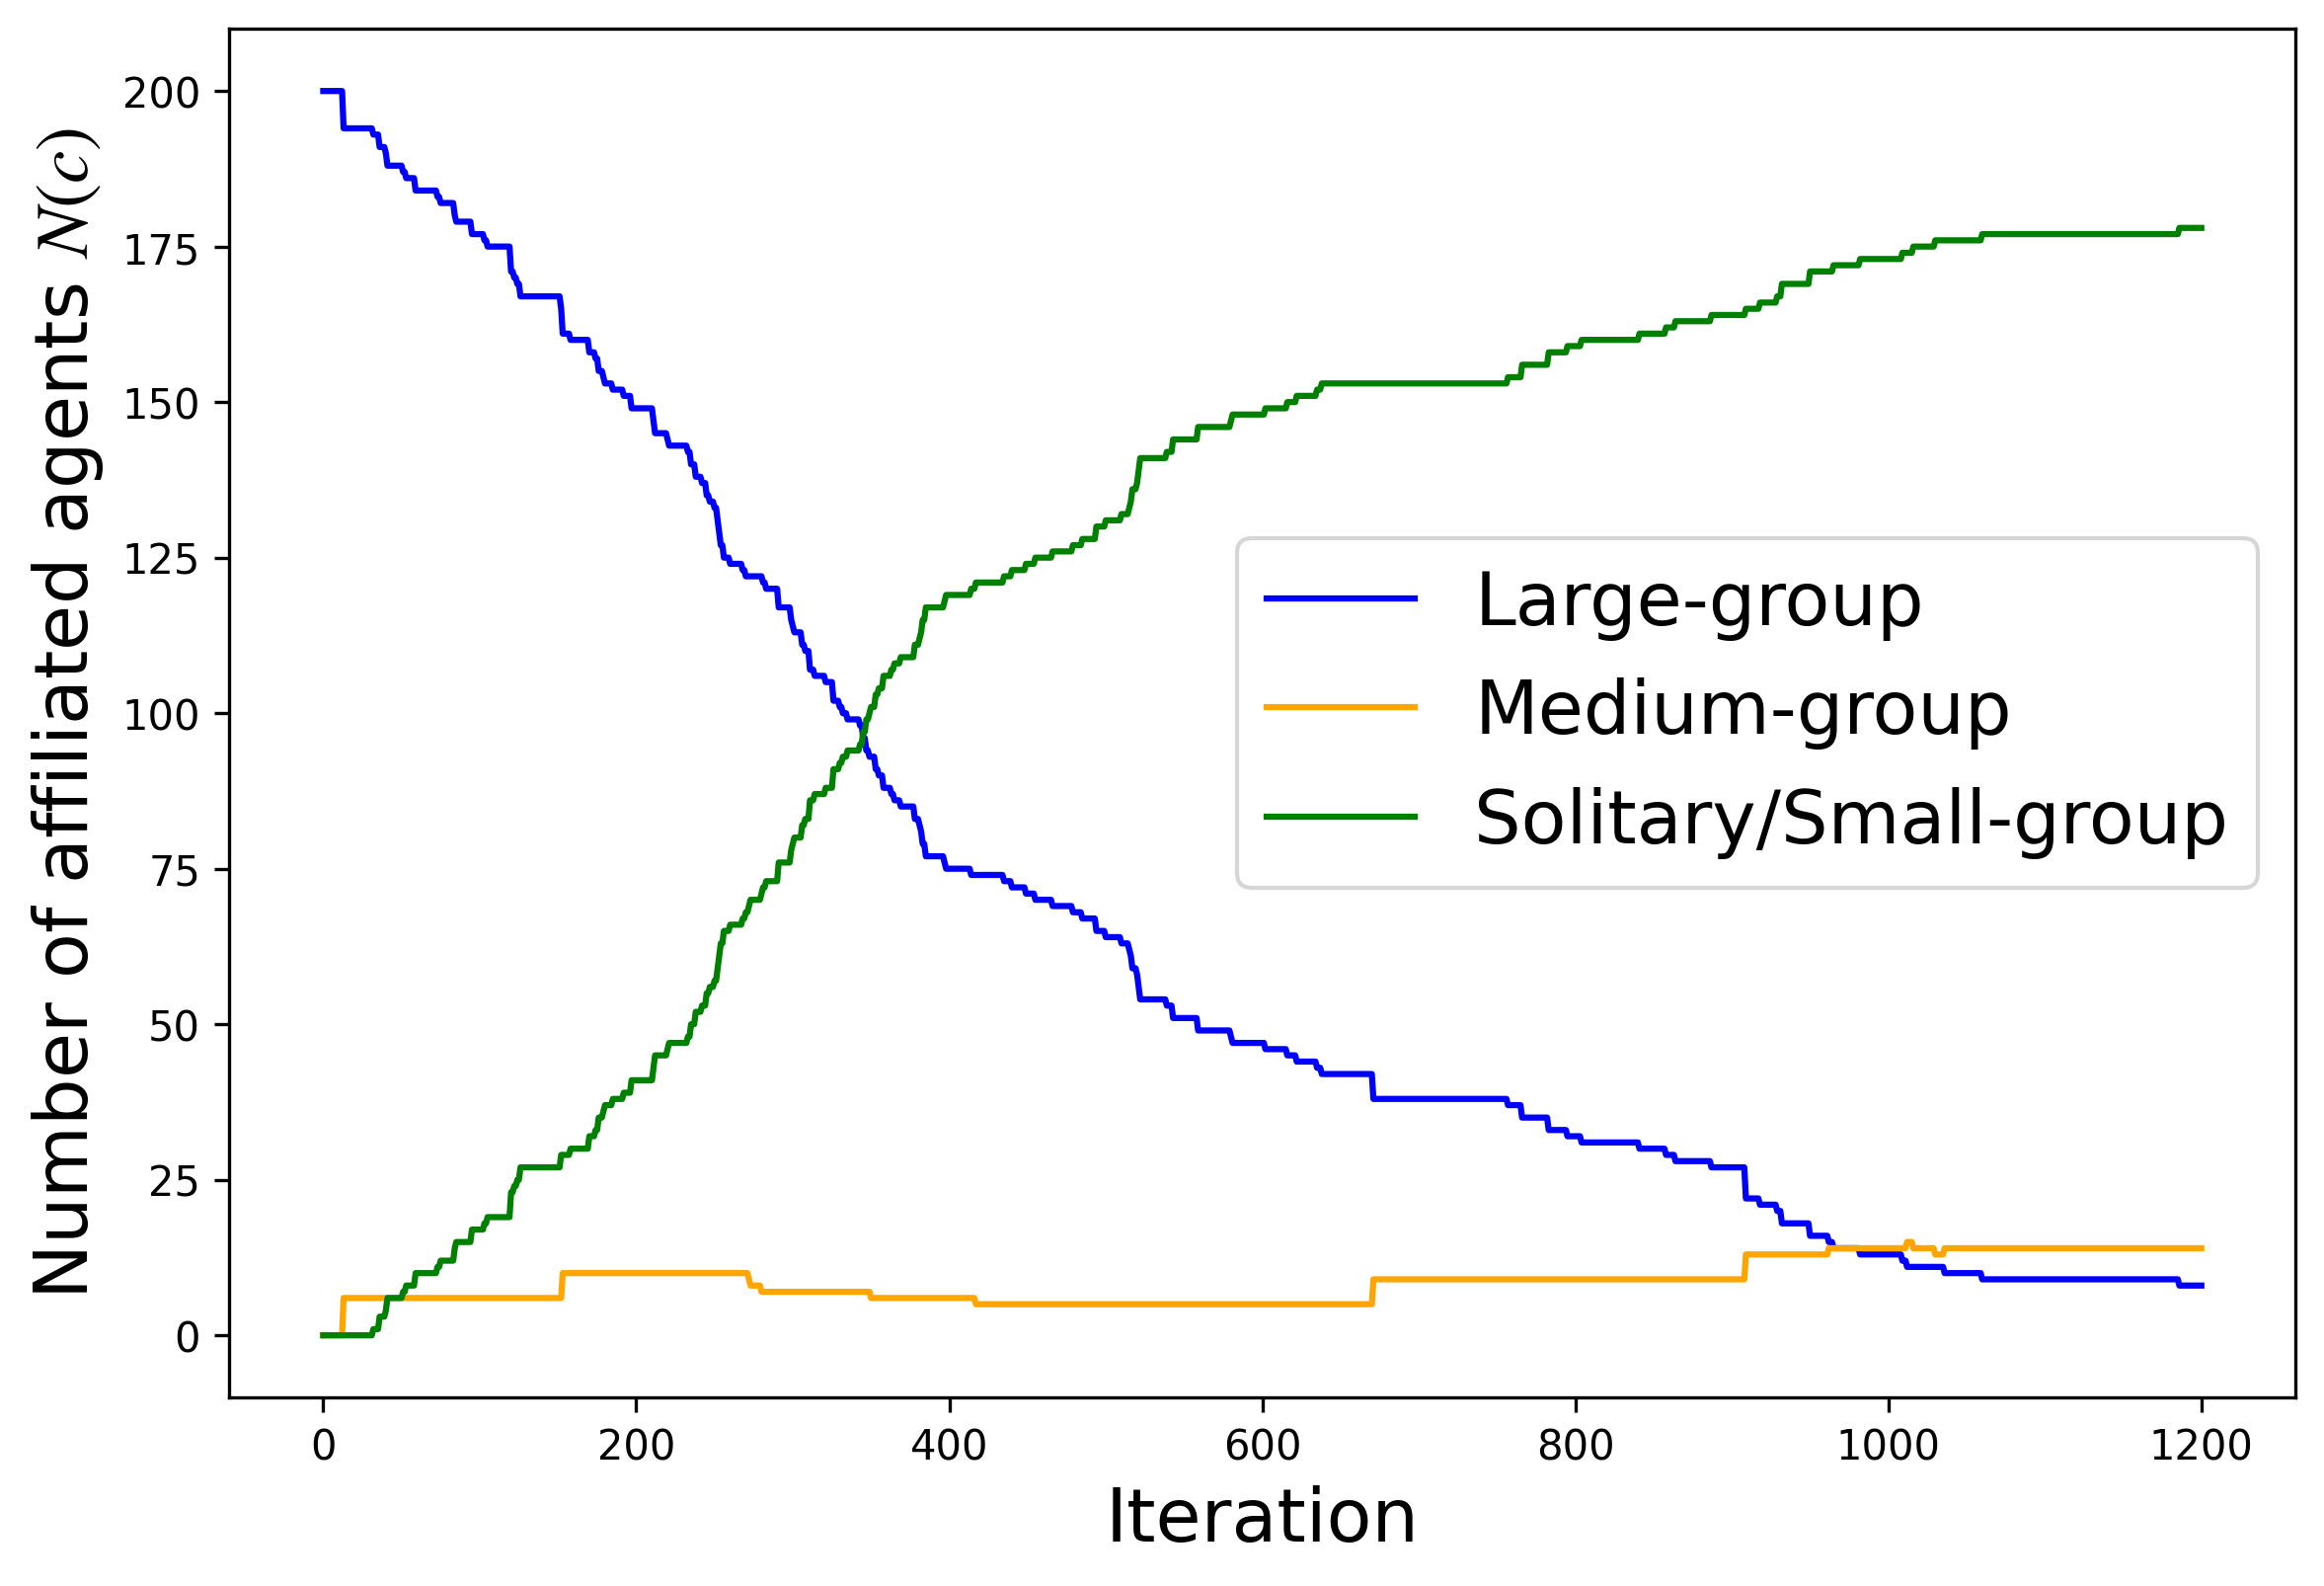 Number of affiliated agents N(c)
200
175
150
125
100
75
50
25
0
Large-group
Medium-group
Solitary/Small-group
0 200 400 600 800 1000 1200
Iteration